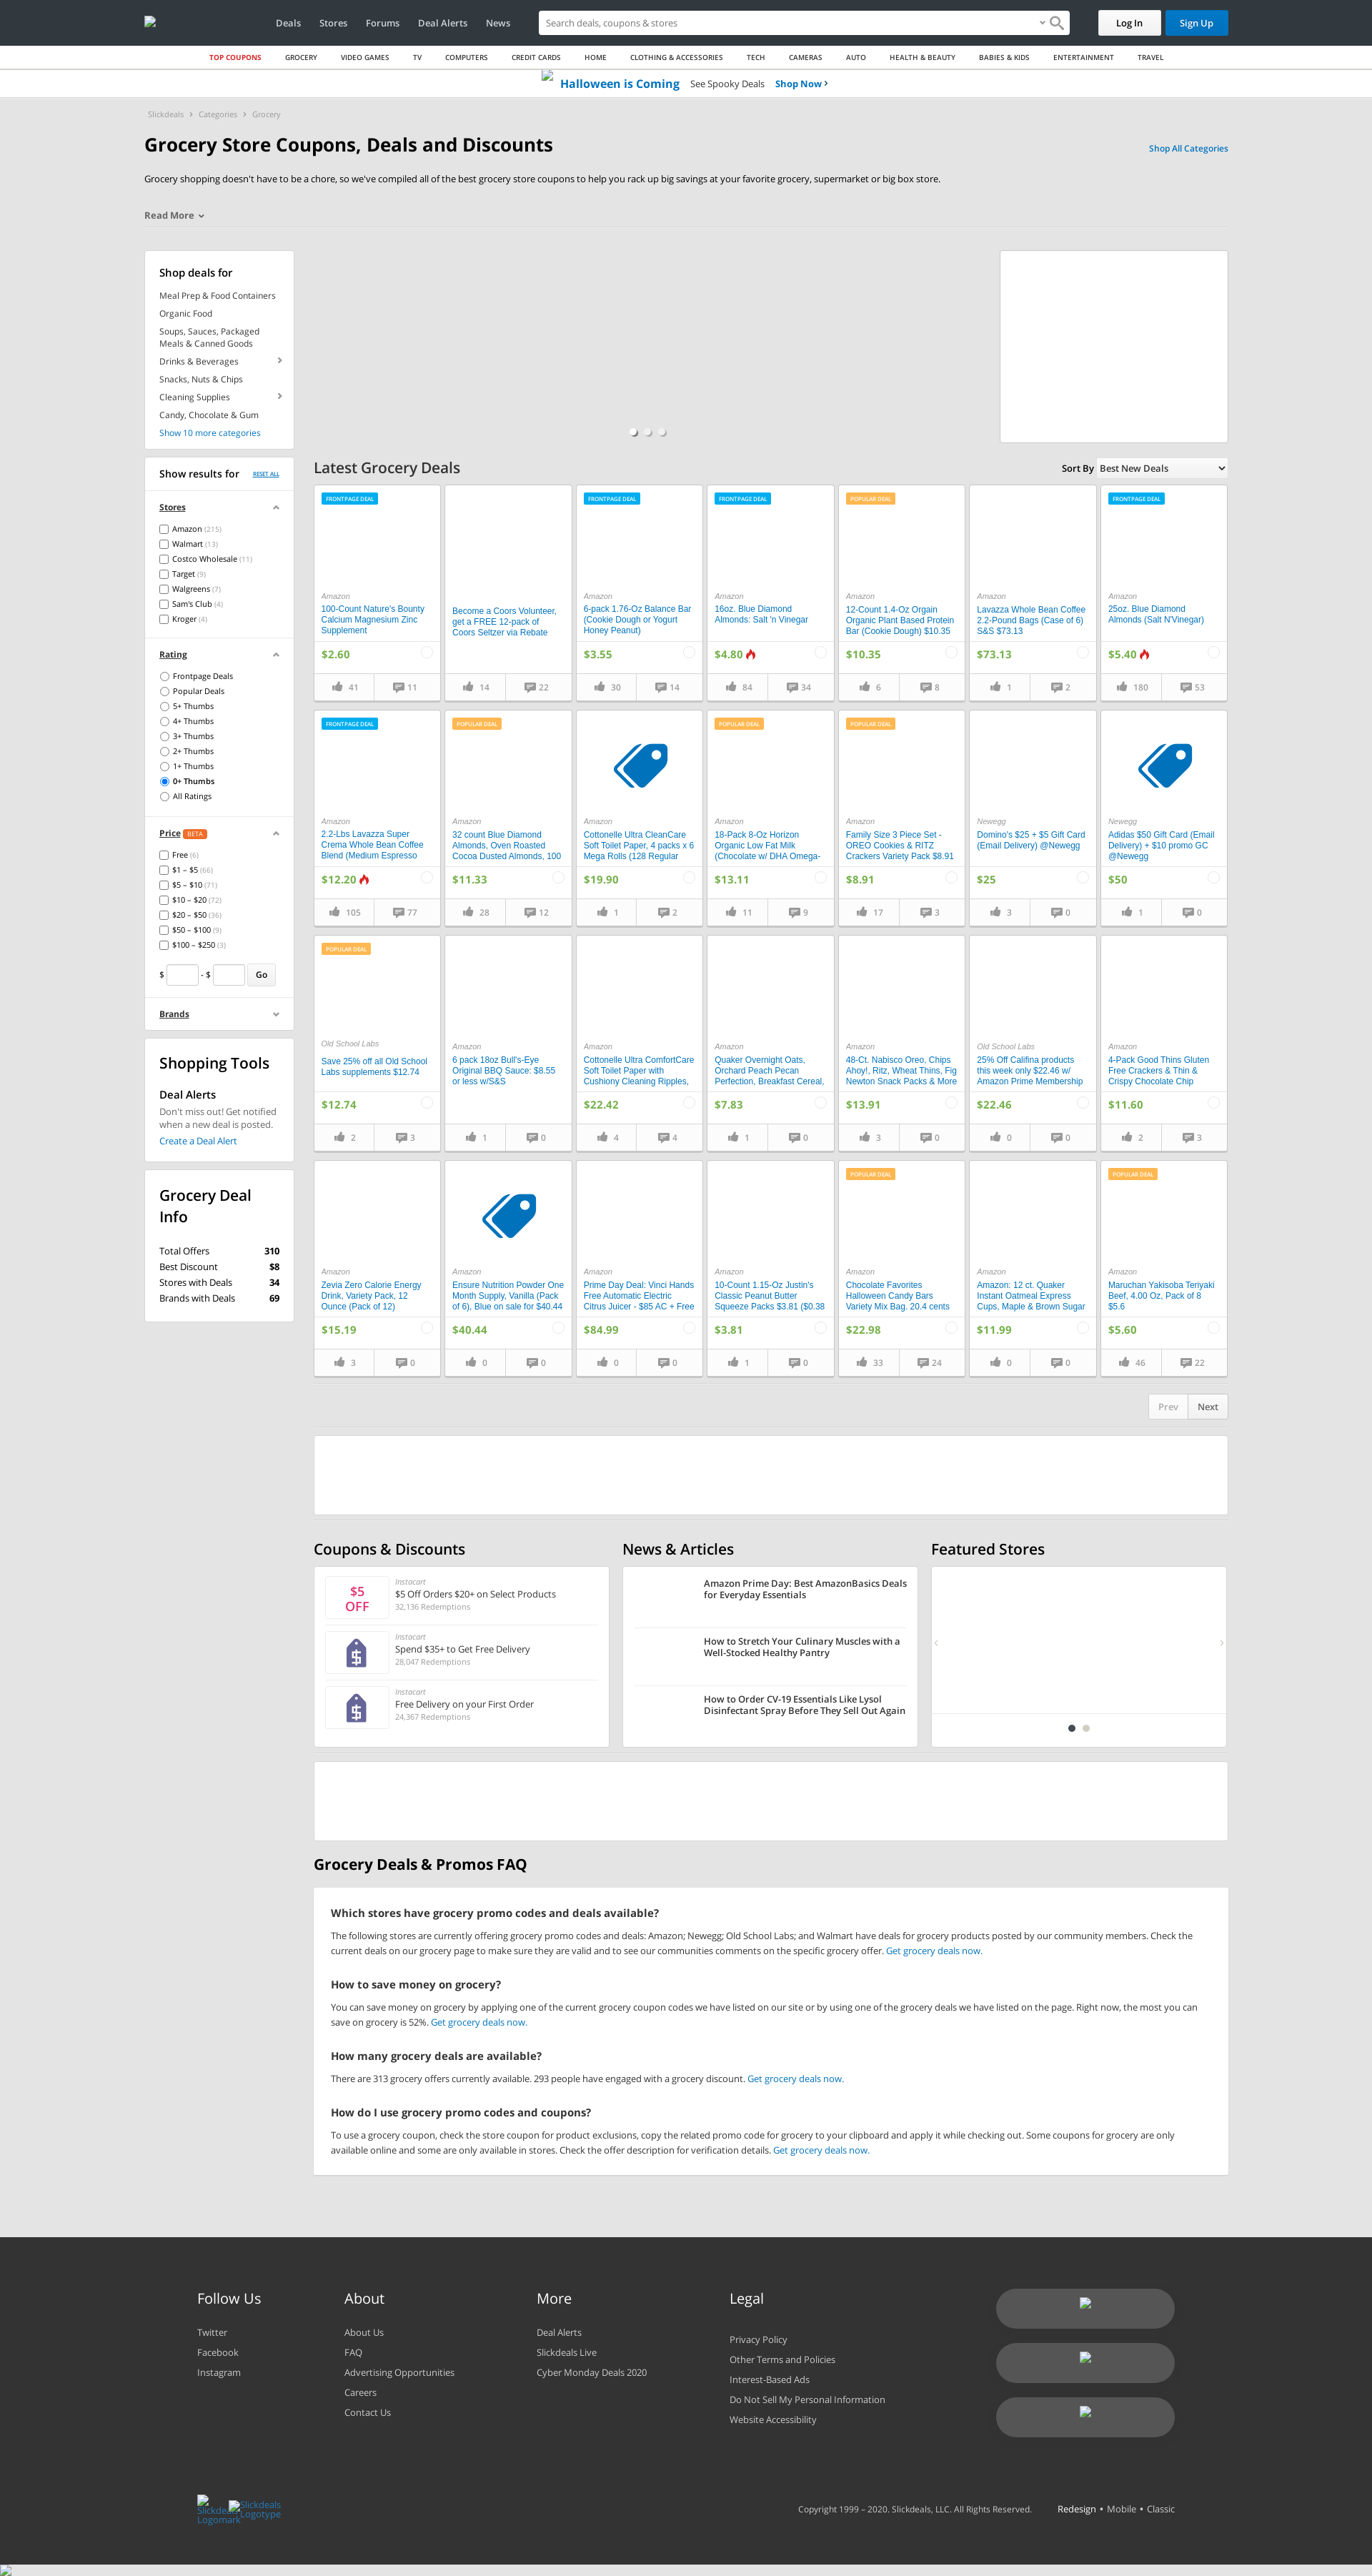 Deals Stores Forums Deal Alerts News
Search deals, coupons & stores
Log In
Sign Up
TOP COUPONS GROCERY VIDEO GAMES TV COMPUTERS CREDIT CARDS HOME CLOTHING & ACCESSORIES TECH CAMERAS AUTO HEALTH & BEAUTY BABIES & KIDS ENTERTAINMENT TRAVEL
Halloween is Coming See Spooky Deals Shop Now
Slickdeals Categories Grocery
Grocery Store Coupons, Deals and Discounts
Shop All Categories
Grocery shopping doesn't have to be a chore, so we've compiled all of the best grocery store coupons to help you rack up big savings at your favorite grocery, supermarket or big box store.
Read More
Shop deals for
Meal Prep & Food Containers
Organic Food
Soups, Sauces, Packaged
Meals & Canned Goods
Drinks & Beverages
Snacks, Nuts & Chips
Cleaning Supplies
Candy, Chocolate & Gum
Show 10 more categories
Show results for RESET ALL
Stores
Amazon (215)
Walmart (13)
Costco Wholesale (11)
Target (9)
Walgreens (7)
Sam's Club (4)
Kroger (4)
Rating
Frontpage Deals
Popular Deals
5+ Thumbs
4+ Thumbs
3+ Thumbs
2+ Thumbs
1+ Thumbs
0+ Thumbs
All Ratings
Price BETA
Free (6)
$1 – $5 (66)
$5 – $10 (71)
$10 – $20 (72)
$20 – $50 (36)
$50 – $100 (9)
$100 – $250 (3)
$ - $ Go
Brands
Shopping Tools
Deal Alerts
Don't miss out! Get notified
when a new deal is posted.
Create a Deal Alert
Grocery Deal
Info
Total Offers 310
Best Discount $8
Stores with Deals 34
Brands with Deals 69
Latest Grocery Deals
Sort By Best New Deals
FRONTPAGE DEAL
Amazon
100-Count Nature's Bounty
Calcium Magnesium Zinc
Supplement
$2.60
41 11
Become a Coors Volunteer,
get a FREE 12-pack of
Coors Seltzer via Rebate
14 22
FRONTPAGE DEAL
Amazon
6-pack 1.76-Oz Balance Bar
(Cookie Dough or Yogurt
Honey Peanut)
$3.55
30 14
FRONTPAGE DEAL
Amazon
16oz. Blue Diamond
Almonds: Salt 'n Vinegar
$4.80
84 34
POPULAR DEAL
Amazon
12-Count 1.4-Oz Orgain
Organic Plant Based Protein
Bar (Cookie Dough) $10.35
$10.35
6 8
Amazon
Lavazza Whole Bean Coffee
2.2-Pound Bags (Case of 6)
S&S $73.13
$73.13
1 2
FRONTPAGE DEAL
Amazon
25oz. Blue Diamond
Almonds (Salt N'Vinegar)
$5.40
180 53
FRONTPAGE DEAL
Amazon
2.2-Lbs Lavazza Super
Crema Whole Bean Coffee
Blend (Medium Espresso
$12.20
105 77
POPULAR DEAL
Amazon
32 count Blue Diamond
Almonds, Oven Roasted
Cocoa Dusted Almonds, 100
$11.33
28 12
Amazon
Cottonelle Ultra CleanCare
Soft Toilet Paper, 4 packs x 6
Mega Rolls (128 Regular
$19.90
1 2
POPULAR DEAL
Amazon
18-Pack 8-Oz Horizon
Organic Low Fat Milk
(Chocolate w/ DHA Omega-
$13.11
11 9
POPULAR DEAL
Amazon
Family Size 3 Piece Set -
OREO Cookies & RITZ
Crackers Variety Pack $8.91
$8.91
17 3
Newegg
Domino's $25 + $5 Gift Card
(Email Delivery) @Newegg
$25
3 0
Newegg
Adidas $50 Gift Card (Email
Delivery) + $10 promo GC
@Newegg
$50
1 0
POPULAR DEAL
Old School Labs
Save 25% off all Old School
Labs supplements $12.74
$12.74
2 3
Amazon
6 pack 18oz Bull's-Eye
Original BBQ Sauce: $8.55
or less w/S&S
1 0
Amazon
Cottonelle Ultra ComfortCare
Soft Toilet Paper with
Cushiony Cleaning Ripples,
$22.42
4 4
Amazon
Quaker Overnight Oats,
Orchard Peach Pecan
Perfection, Breakfast Cereal,
$7.83
1 0
Amazon
48-Ct. Nabisco Oreo, Chips
Ahoy!, Ritz, Wheat Thins, Fig
Newton Snack Packs & More
$13.91
3 0
Old School Labs
25% Off Califina products
this week only $22.46 w/
Amazon Prime Membership
$22.46
0 0
Amazon
4-Pack Good Thins Gluten
Free Crackers & Thin &
Crispy Chocolate Chip
$11.60
2 3
Amazon
Zevia Zero Calorie Energy
Drink, Variety Pack, 12
Ounce (Pack of 12)
$15.19
3 0
Amazon
Ensure Nutrition Powder One
Month Supply, Vanilla (Pack
of 6), Blue on sale for $40.44
$40.44
0 0
Amazon
Prime Day Deal: Vinci Hands
Free Automatic Electric
Citrus Juicer - $85 AC + Free
$84.99
0 0
Amazon
10-Count 1.15-Oz Justin's
Classic Peanut Butter
Squeeze Packs $3.81 ($0.38
$3.81
1 0
POPULAR DEAL
Amazon
Chocolate Favorites
Halloween Candy Bars
Variety Mix Bag. 20.4 cents
$22.98
33 24
Amazon
Amazon: 12 ct. Quaker
Instant Oatmeal Express
Cups, Maple & Brown Sugar
$11.99
0 0
POPULAR DEAL
Amazon
Maruchan Yakisoba Teriyaki
Beef, 4.00 Oz, Pack of 8
$5.6
$5.60
46 22
Prev Next
Coupons & Discounts
$5
OFF
Instacart
$5 Off Orders $20+ on Select Products
32,136 Redemptions
Instacart
Spend $35+ to Get Free Delivery
28,047 Redemptions
Instacart
Free Delivery on your First Order
24,367 Redemptions
News & Articles
Amazon Prime Day: Best AmazonBasics Deals
for Everyday Essentials
How to Stretch Your Culinary Muscles with a
Well-Stocked Healthy Pantry
How to Order CV-19 Essentials Like Lysol
Disinfectant Spray Before They Sell Out Again
Featured Stores
Grocery Deals & Promos FAQ
Which stores have grocery promo codes and deals available?
The following stores are currently offering grocery promo codes and deals: Amazon; Newegg; Old School Labs; and Walmart have deals for grocery products posted by our community members. Check the
current deals on our grocery page to make sure they are valid and to see our communities comments on the specific grocery offer. Get grocery deals now.
How to save money on grocery?
You can save money on grocery by applying one of the current grocery coupon codes we have listed on our site or by using one of the grocery deals we have listed on the page. Right now, the most you can
save on grocery is 52%. Get grocery deals now.
How many grocery deals are available?
There are 313 grocery offers currently available. 293 people have engaged with a grocery discount. Get grocery deals now.
How do I use grocery promo codes and coupons?
To use a grocery coupon, check the store coupon for product exclusions, copy the related promo code for grocery to your clipboard and apply it while checking out. Some coupons for grocery are only
available online and some are only available in stores. Check the offer description for verification details. Get grocery deals now.
Follow Us
Twitter
Facebook
Instagram
About
About Us
FAQ
Advertising Opportunities
Careers
Contact Us
More
Deal Alerts
Slickdeals Live
Cyber Monday Deals 2020
Legal
Privacy Policy
Other Terms and Policies
Interest-Based Ads
Do Not Sell My Personal Information
Website Accessibility
Slickdeals
Logomark
Slickdeals
Logotype
Copyright 1999 – 2020. Slickdeals, LLC. All Rights Reserved.
Redesign • Mobile • Classic